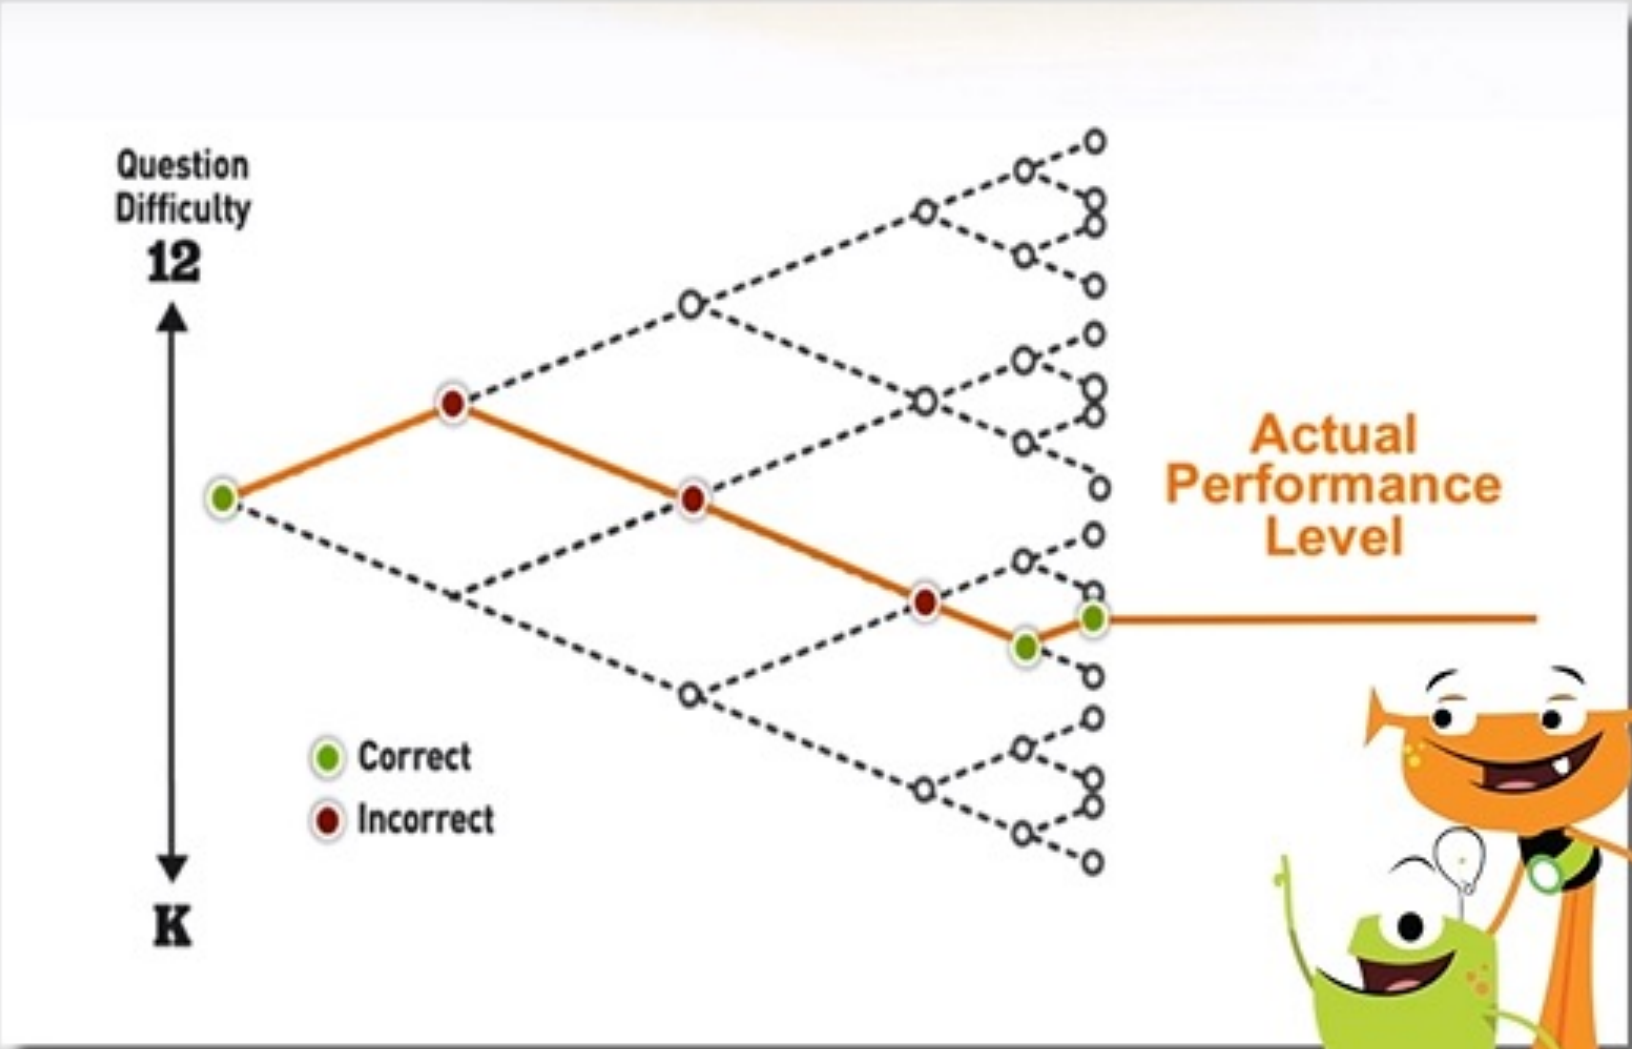 Question
Difficulty
12
K
Correct
Incorrect
Actual
Performance
Level